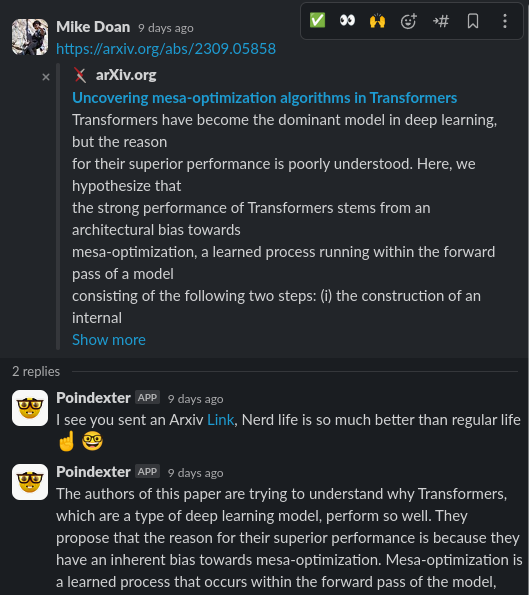 Mike Doan 9 days ago
https://arxiv.org/abs/2309.05858
arXiv.org
Uncovering mesa-optimization algorithms in Transformers
Transformers have become the dominant model in deep learning,
but the reason
for their superior performance is poorly understood. Here, we
hypothesize that
the strong performance of Transformers stems from an
architectural bias towards
mesa-optimization, a learned process running within the forward
pass of a model
consisting of the following two steps: (i) the construction of an
internal
Show more
2 replies
Poindexter APP 9 days ago
I see you sent an Arxiv Link, Nerd life is so much better than regular life
☝️ 🤓
Poindexter APP 9 days ago
The authors of this paper are trying to understand why Transformers,
which are a type of deep learning model, perform so well. They
propose that the reason for their superior performance is because they
have an inherent bias towards mesa-optimization. Mesa-optimization is
a learned process that occurs within the forward pass of the model,